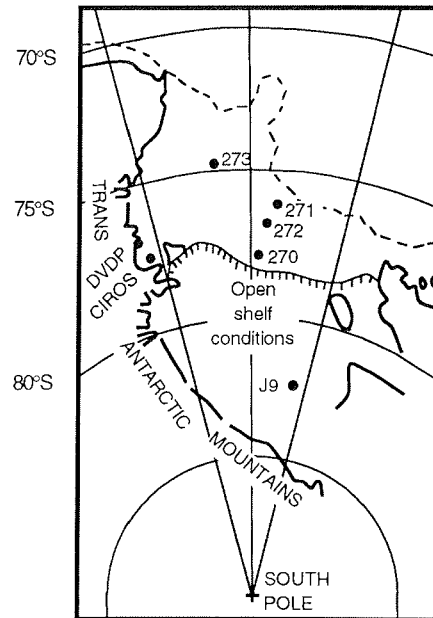 70°S
273
75°S
271
272
270
TRANS
DVDP
CIROS
Open
shelf
conditions
80°S
J9
ANTARCTIC
MOUNTAINS
SOUTH
POLE